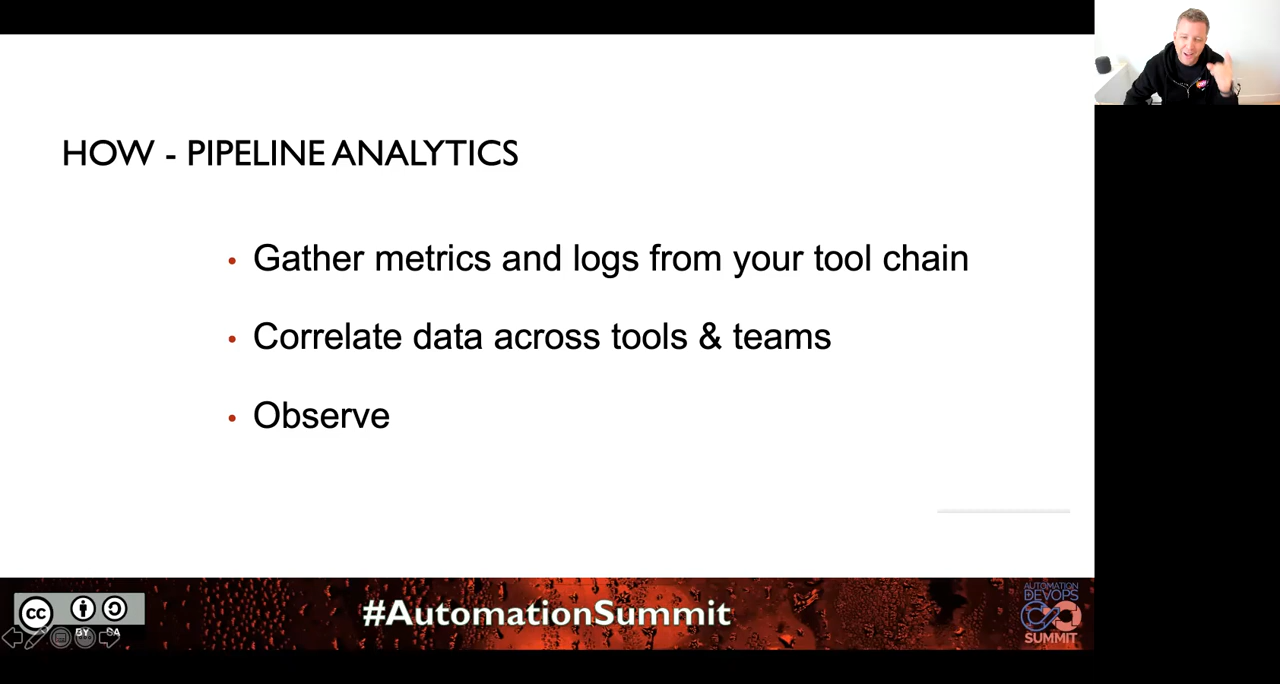 HOW - PIPELINE ANALYTICS
Gather metrics and logs from your tool chain
Correlate data across tools & teams
Observe
cc
BY SA
#AutomationSummit
AUTOMATION
DEVOPS
SUMMIT